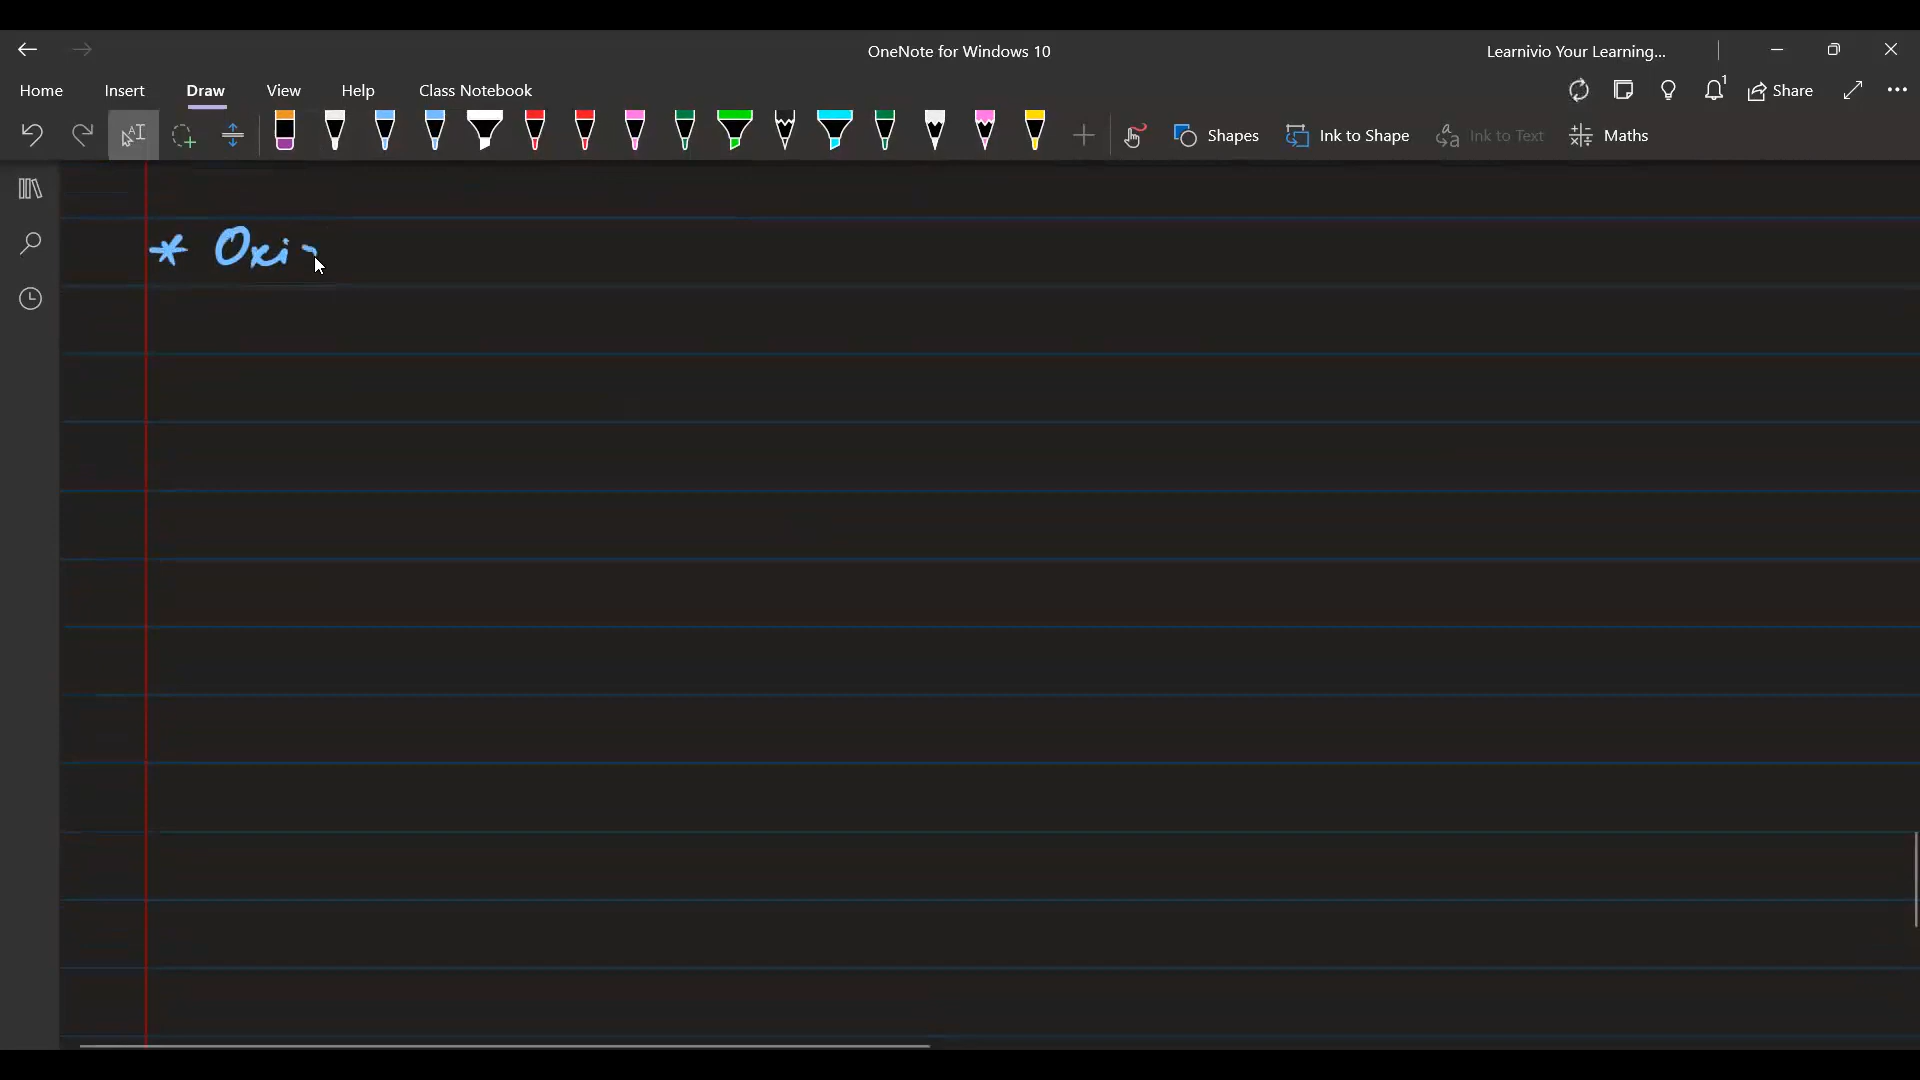 OneNote for Windows 10
Learnivio Your Learning...
Home Insert Draw View Help Class Notebook
1
Share
Shapes Ink to Shape Ink to Text Maths
* Oxi